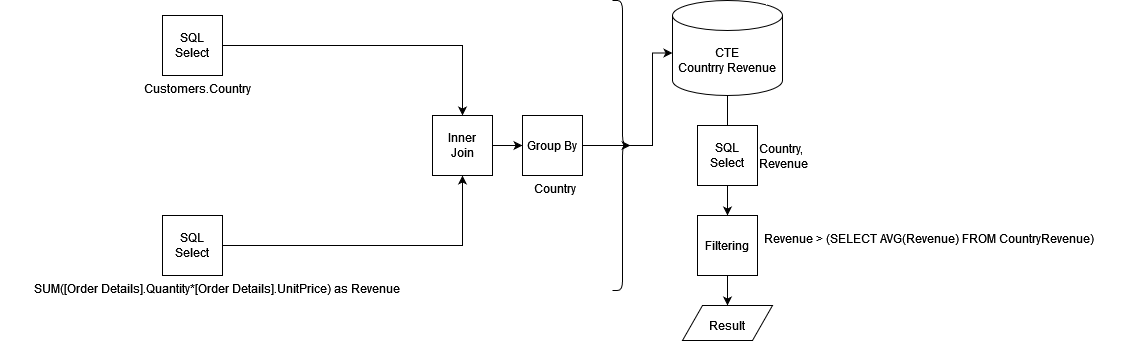 SQL
Select
Customers.Country
CTE
Countrry Revenue
Inner
Join
Group By
Country
SQL
Select
Country,
Revenue
SQL
Select
SUM([Order Details].Quantity*[Order Details].UnitPrice) as Revenue
Filtering
Revenue > (SELECT AVG(Revenue) FROM CountryRevenue)
Result